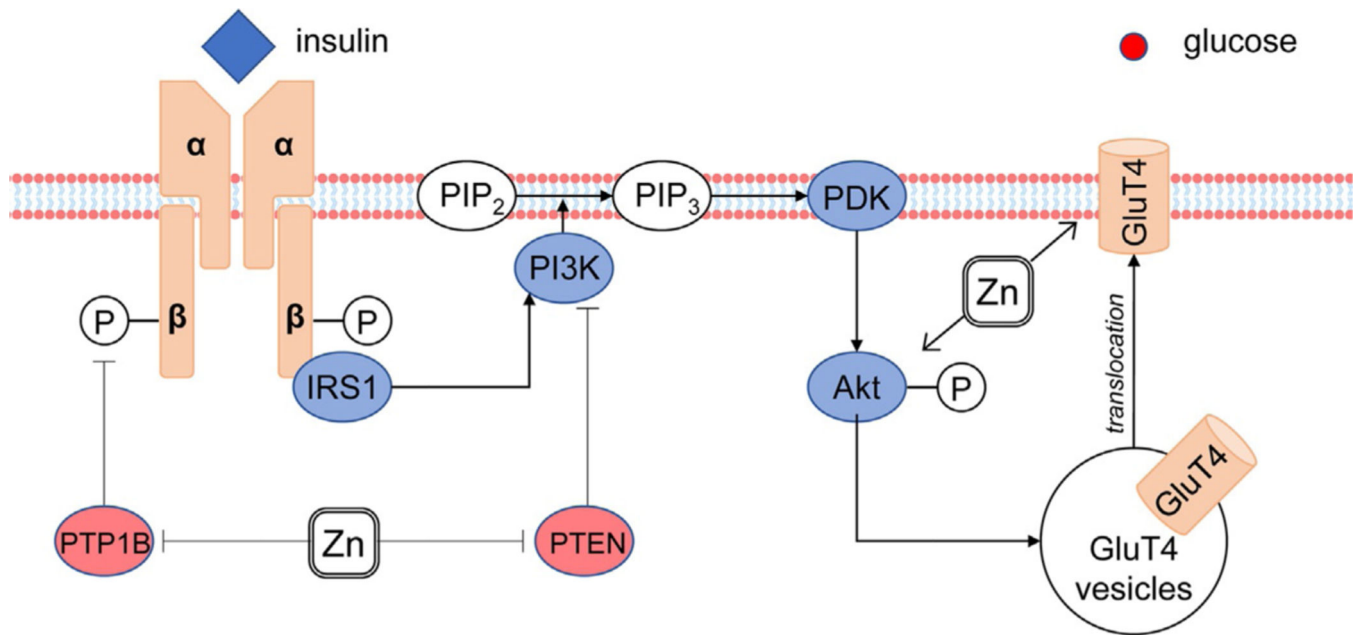 insulin
glucose
α
α
PIP2
PIP3
PDK
GluT4
PI3K
Zn
P
β
β
P
IRS1
Akt
P
translocation
GluT4
PTP1B
Zn
PTEN
GluT4
vesicles